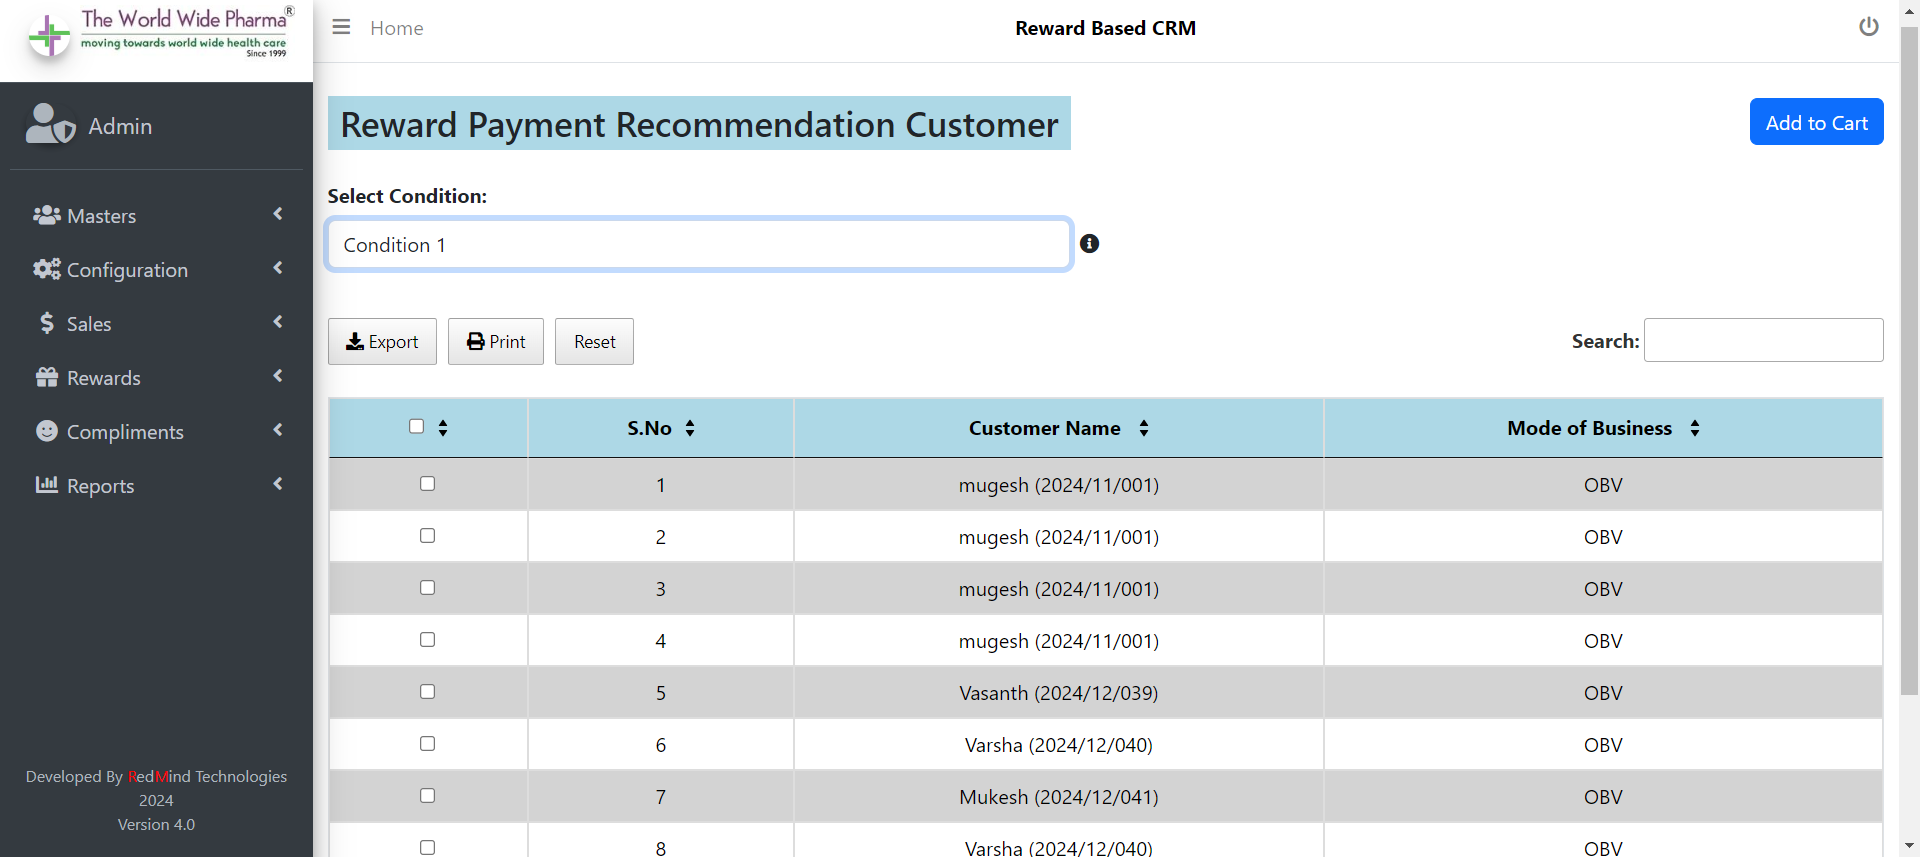 The World Wide Pharma®
moving towards world wide health care
Since 1999
Home
Reward Based CRM
Admin
Masters
Configuration
Sales
Rewards
Compliments
Reports
Developed By RedMind Technologies
2024
Version 4.0
Reward Payment Recommendation Customer
Add to Cart
Select Condition:
Condition 1
Export Print Reset
Search:
S.No Customer Name Mode of Business
1 mugesh (2024/11/001) OBV
2 mugesh (2024/11/001) OBV
3 mugesh (2024/11/001) OBV
4 mugesh (2024/11/001) OBV
5 Vasanth (2024/12/039) OBV
6 Varsha (2024/12/040) OBV
7 Mukesh (2024/12/041) OBV
8 Varsha (2024/12/040) OBV